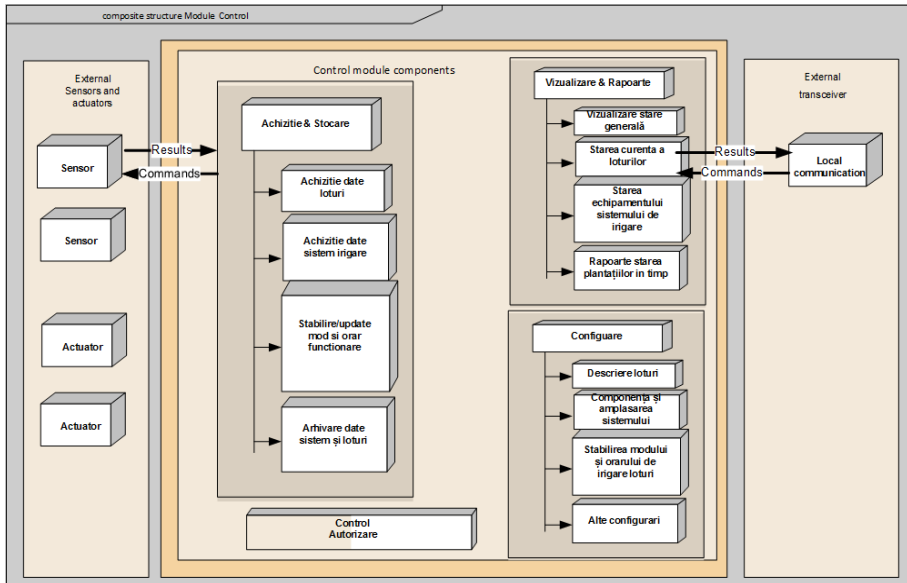 composite structure Module Control
External
Sensors and
actuators
Sensor
Sensor
Actuator
Actuator
Results
Commands
Control module components
Achizitie & Stocare
Achizitie date
loturi
Achizitie date
sistem irigare
Stabilire/update
mod si orar
functionare
Arhivare date
sistem și loturi
Control
Autorizare
Vizualizare & Rapoarte
Vizualizare stare
generală
Starea curenta a
loturilor
Starea
echipamentului
sistemului de
irigare
Rapoarte starea
plantațiilor in timp
Configuare
Descriere loturi
Componența și
amplasarea
sistemului
Stabilirea modului
și orarului de
irigare loturi
Alte configurari
Results
Commands
External
transceiver
Local
communication